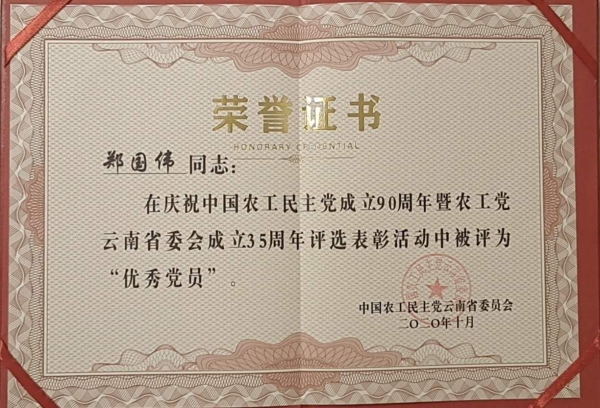 荣誉证书
HONORARY CREDENTIAL
郑国伟 同志：
在庆祝中国农工民主党成立90周年暨农工党
云南省委会成立35周年评选表彰活动中被评为
“优秀党员”。
中国农工民主党云南省委员会
二〇二〇年十月